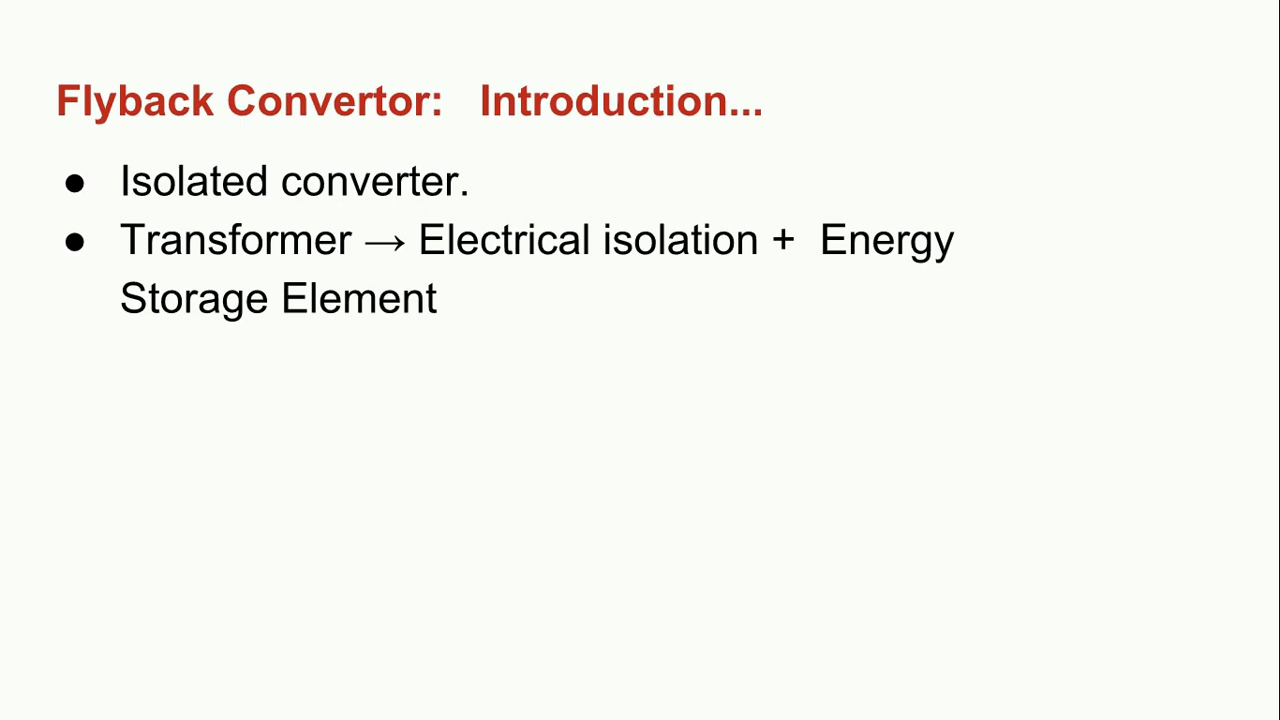 Flyback Convertor: Introduction...
● Isolated converter.
● Transformer → Electrical isolation + Energy
Storage Element